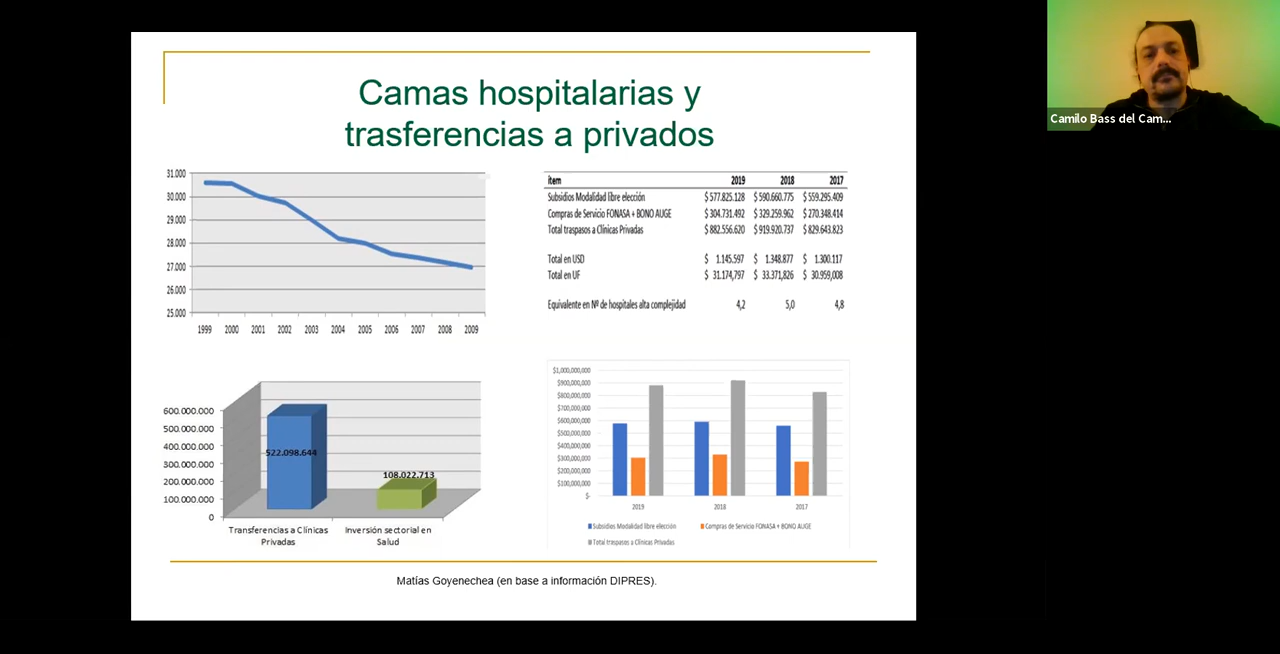 Camas hospitalarias y
trasferencias a privados
31.000
30.000
29.000
28.000
27.000
26.000
25.000
1999 2000 2001 2002 2003 2004 2005 2006 2007 2008 2009
ítem 2019 2018 2017
Subsidios Modalidad libre elección $ 577.825.128 $ 590.660.775 $ 559.295.409
Compras de Servicio FONASA + BONO AUGE $ 304.731.492 $ 329.259.962 $ 270.348.414
Total traspasos a Clínicas Privadas $ 882.556.620 $ 919.920.737 $ 829.643.823
Total en USD $ 1.145.597 $ 1.348.877 $ 1.300.117
Total en UF $ 31.174,797 $ 33.371,826 $ 30.959,008
Equivalente en Nº de hospitales alta complejidad 4,2 5,0 4,8
600.000.000
500.000.000
400.000.000
300.000.000
200.000.000
100.000.000
0
522.098.644
108.022.713
Transferencias a Clínicas
Privadas
Inversión sectorial en
Salud
$1,000,000,000
$900,000,000
$800,000,000
$700,000,000
$600,000,000
$500,000,000
$400,000,000
$300,000,000
$200,000,000
$100,000,000
$-
2019 2018 2017
Subsidios Modalidad libre elección Compras de Servicio FONASA + BONO AUGE
Total traspasos a Clínicas Privadas
Matías Goyenechea (en base a información DIPRES).
Camilo Bass del Cam...